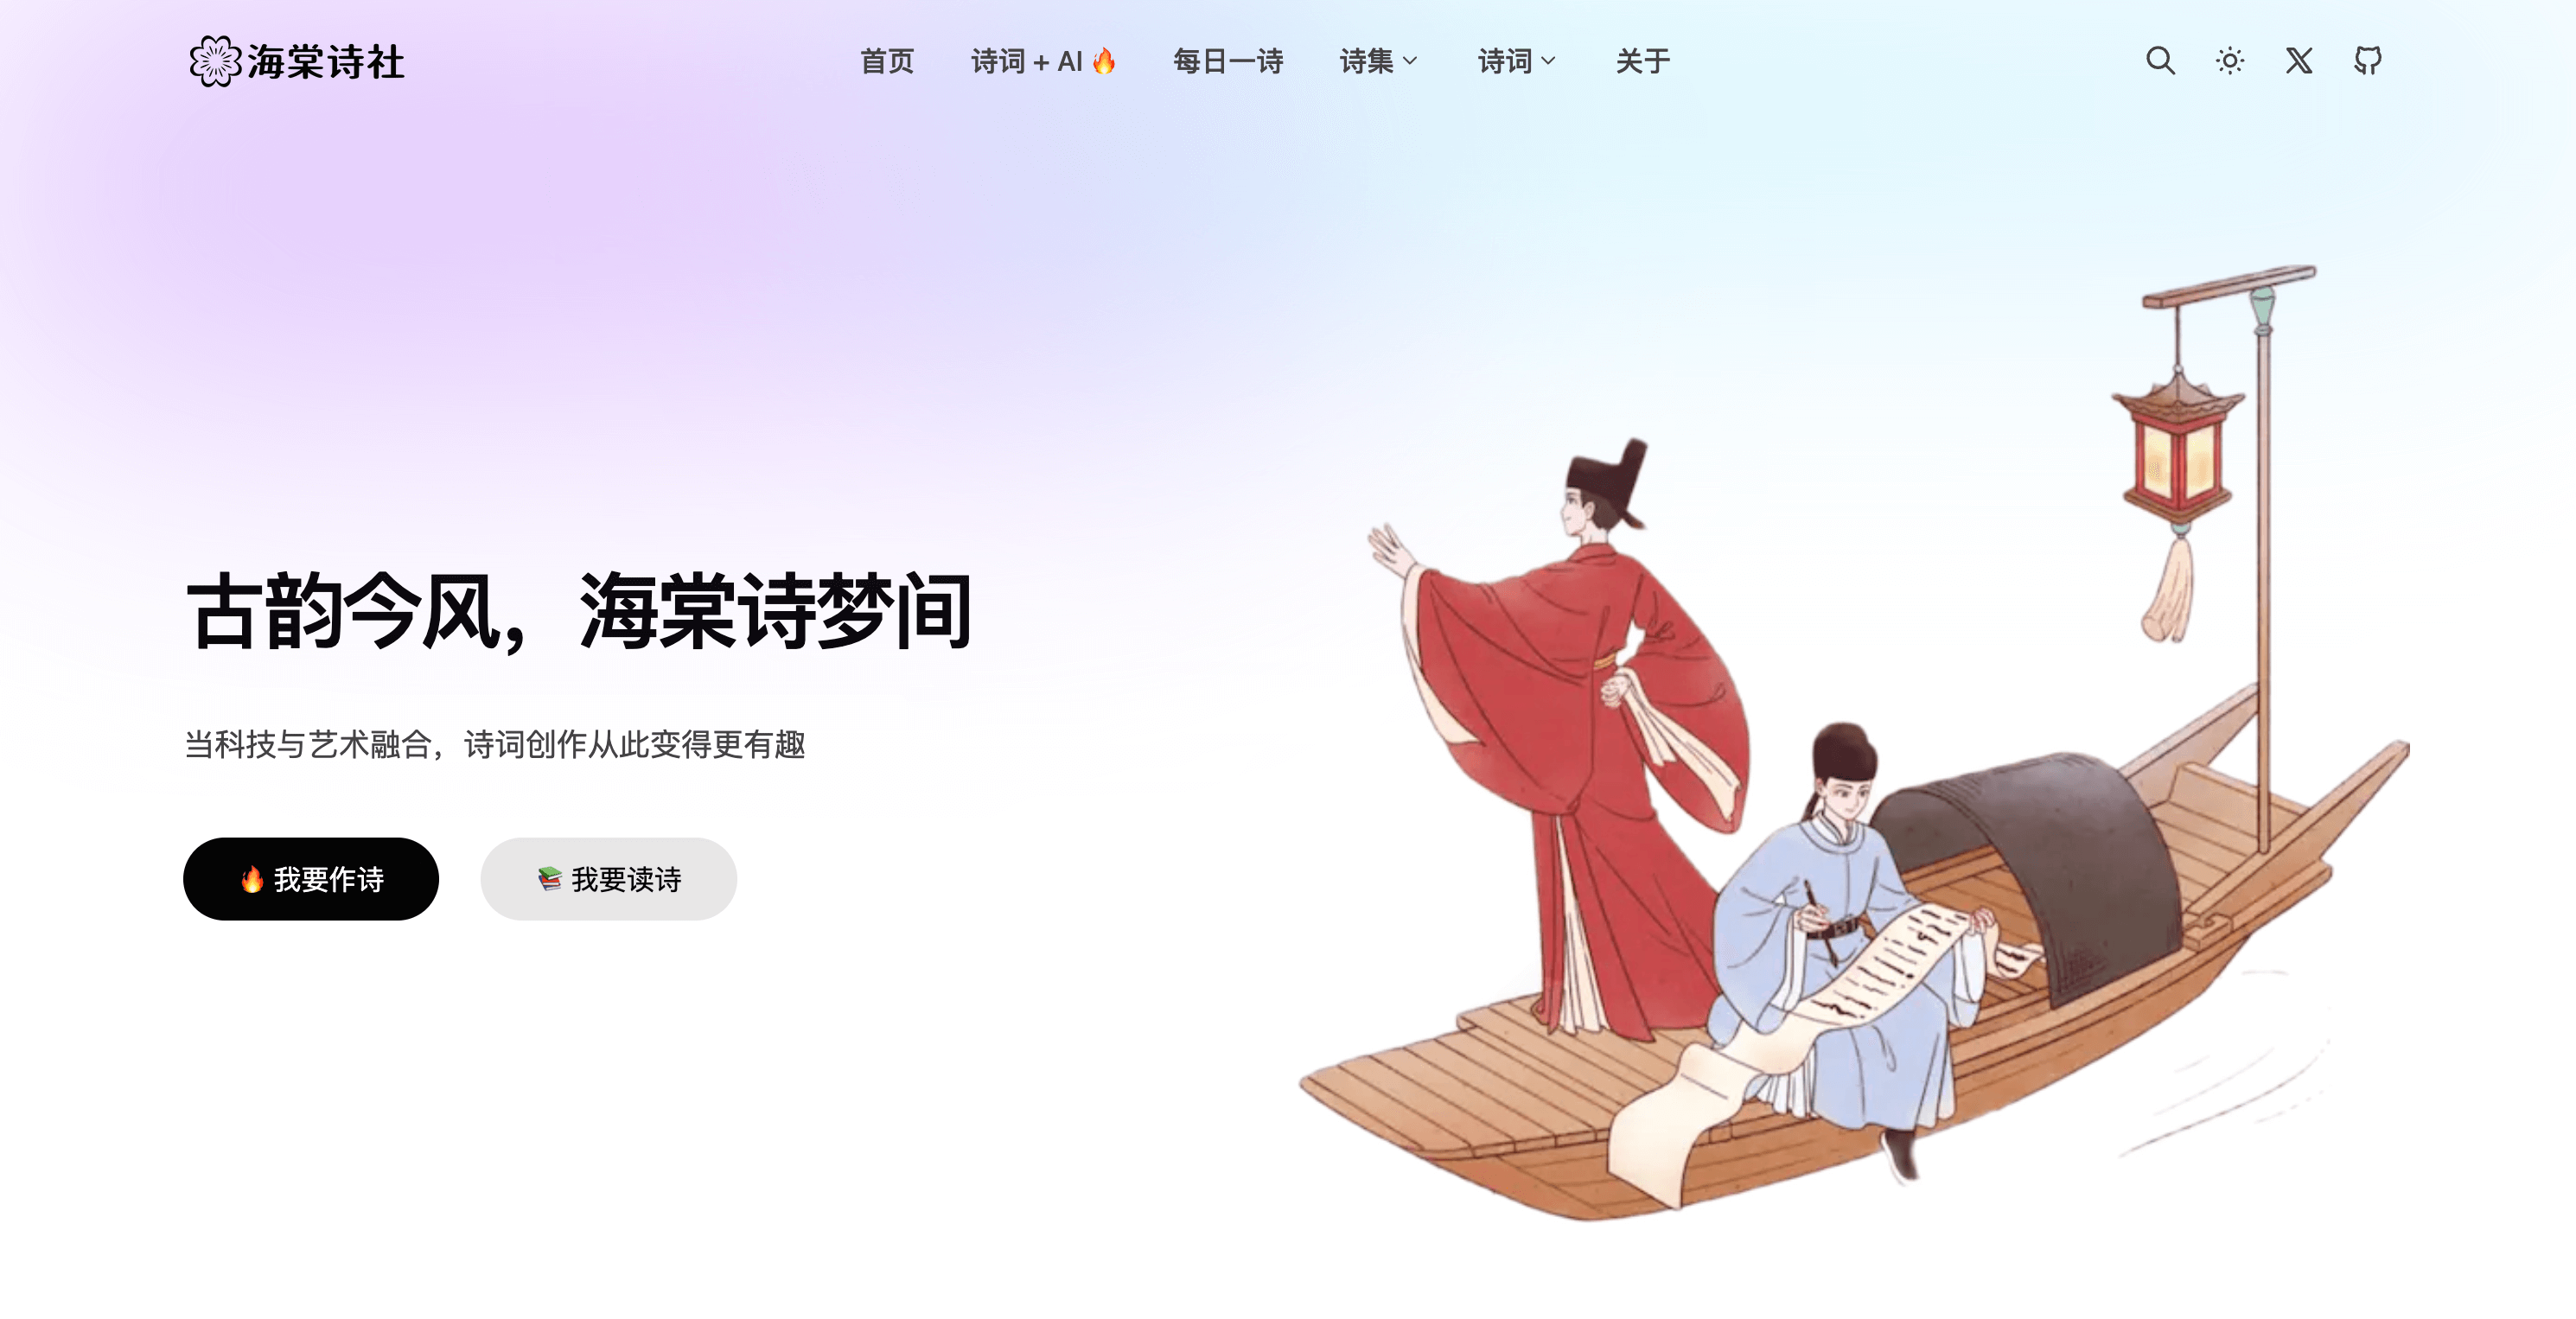 海棠诗社
首页 诗词 + AI 🔥 每日一诗 诗集 诗词 关于
古韵今风，海棠诗梦间
当科技与艺术融合，诗词创作从此变得更有趣
🔥 我要作诗 📚 我要读诗